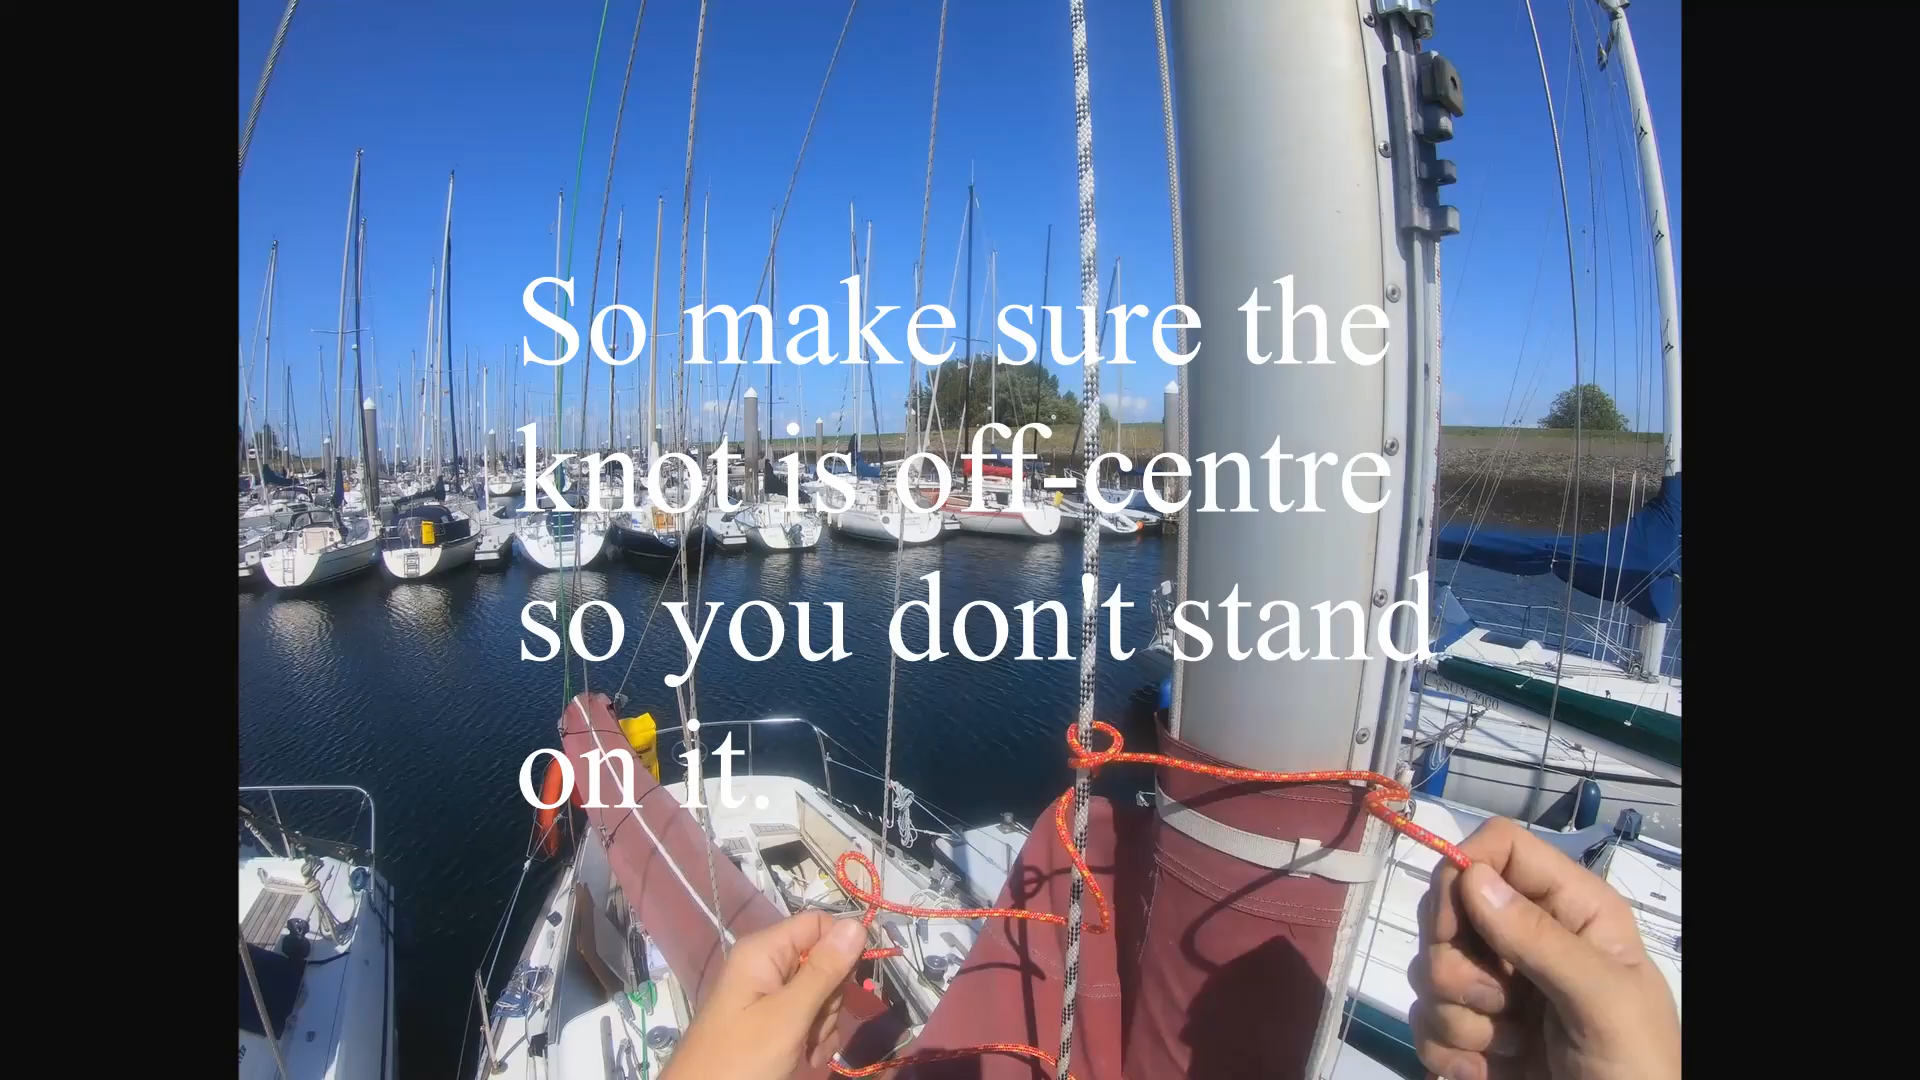 So make sure the
knot is off-centre
so you don't stand
on it.